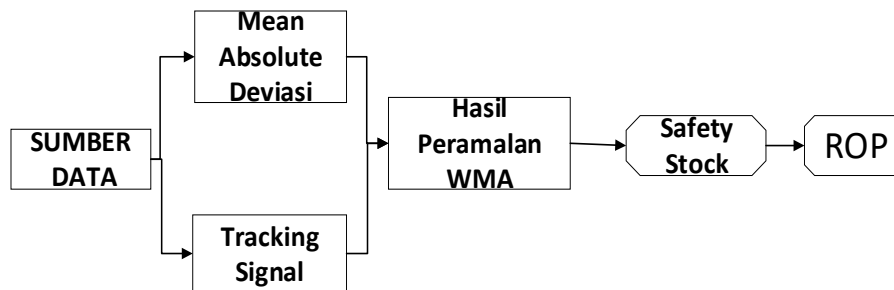 Mean
Absolute
Deviasi
SUMBER
DATA
Tracking
Signal
Hasil
Peramalan
WMA
Safety
Stock
ROP